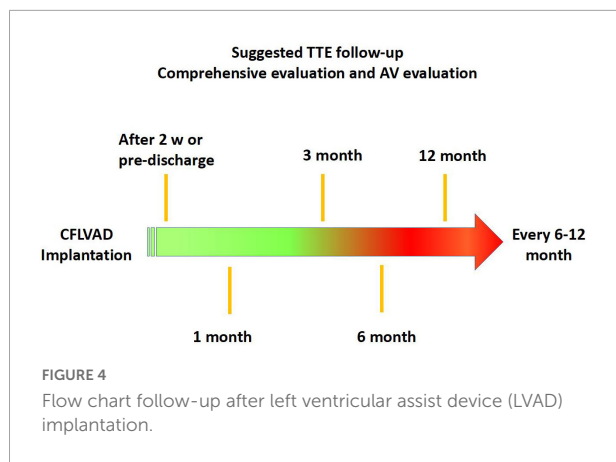 Suggested TTE follow-up
Comprehensive evaluation and AV evaluation
After 2 w or
pre-discharge
3 month
12 month
CFLVAD
Implantation
Every 6-12
month
1 month
6 month
FIGURE 4
Flow chart follow-up after left ventricular assist device (LVAD)
implantation.